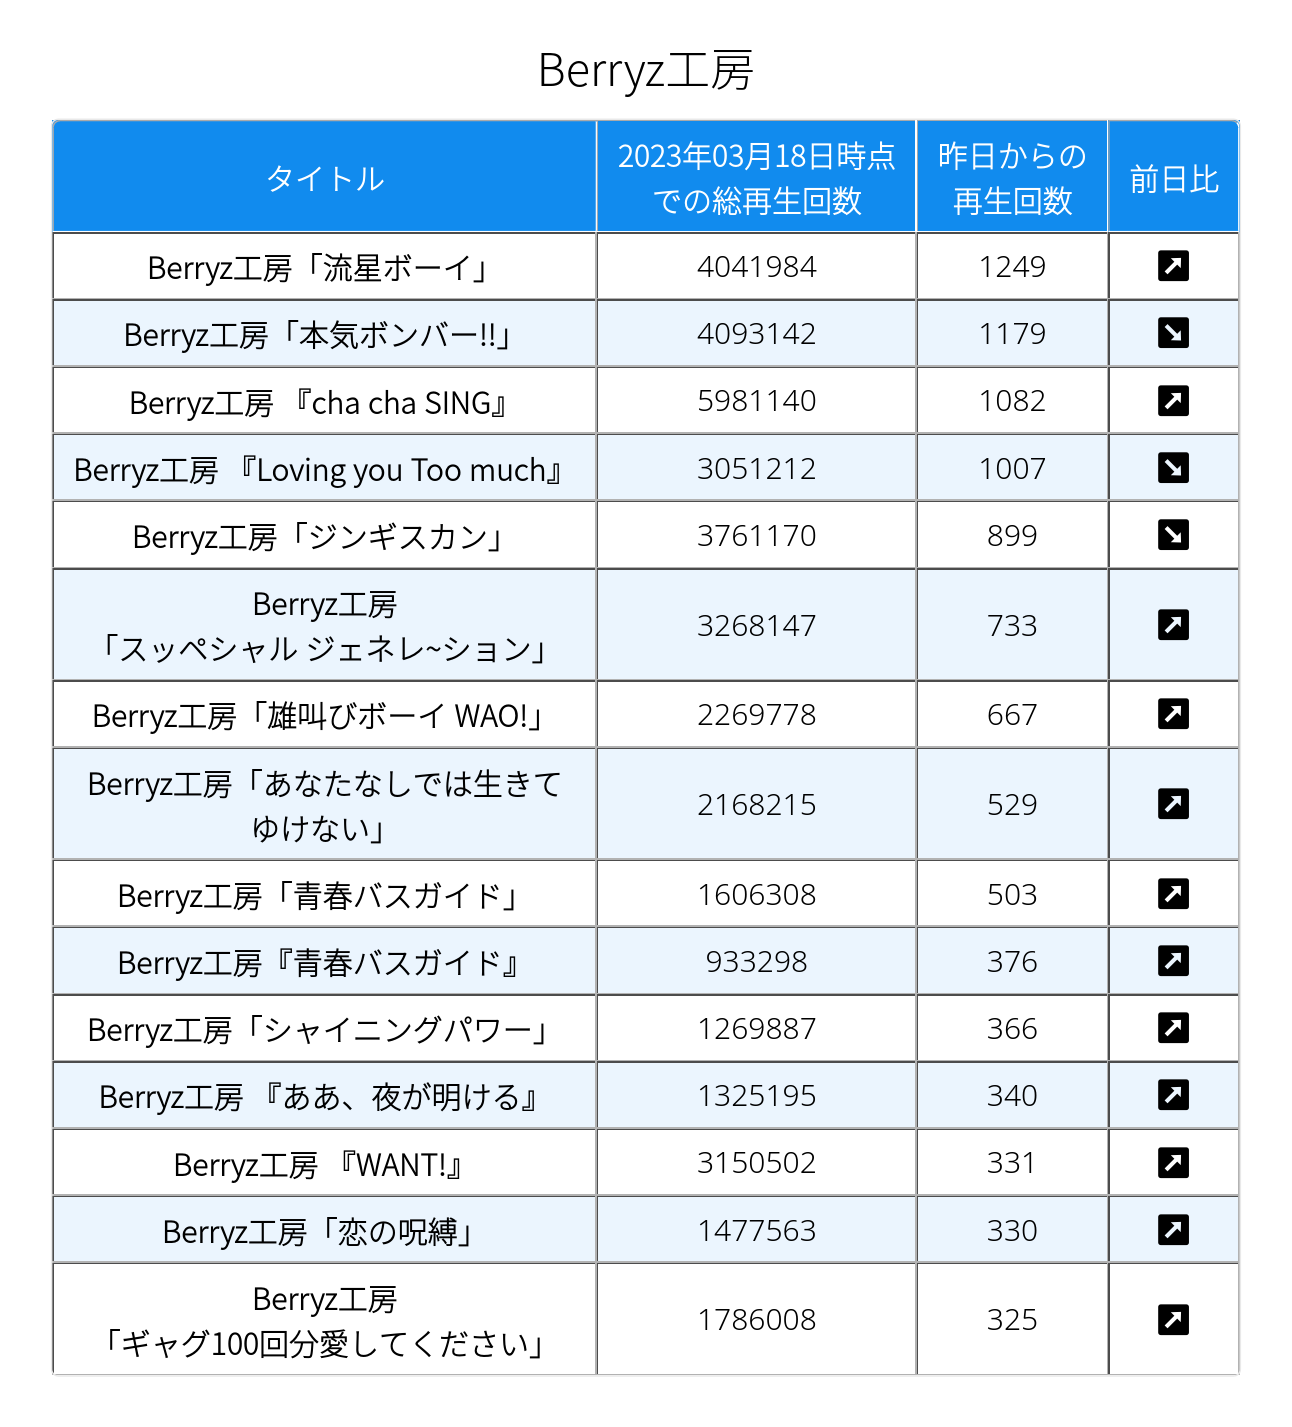 Berryz工房
タイトル
2023年03月18日時点
での総再生回数
昨日からの
再生回数
前日比
Berryz工房「流星ボーイ」 4041984 1249 ↗
Berryz工房「本気ボンバー!!」 4093142 1179 ↘
Berryz工房 『cha cha SING』 5981140 1082 ↗
Berryz工房 『Loving you Too much』 3051212 1007 ↘
Berryz工房「ジンギスカン」 3761170 899 ↘
Berryz工房
「スッペシャル ジェネレ~ション」 3268147 733 ↗
Berryz工房「雄叫びボーイ WAO!」 2269778 667 ↗
Berryz工房「あなたなしでは生きて
ゆけない」 2168215 529 ↗
Berryz工房「青春バスガイド」 1606308 503 ↗
Berryz工房『青春バスガイド』 933298 376 ↗
Berryz工房「シャイニングパワー」 1269887 366 ↗
Berryz工房 『ああ、夜が明ける』 1325195 340 ↗
Berryz工房 『WANT!』 3150502 331 ↗
Berryz工房「恋の呪縛」 1477563 330 ↗
Berryz工房
「ギャグ100回分愛してください」 1786008 325 ↗